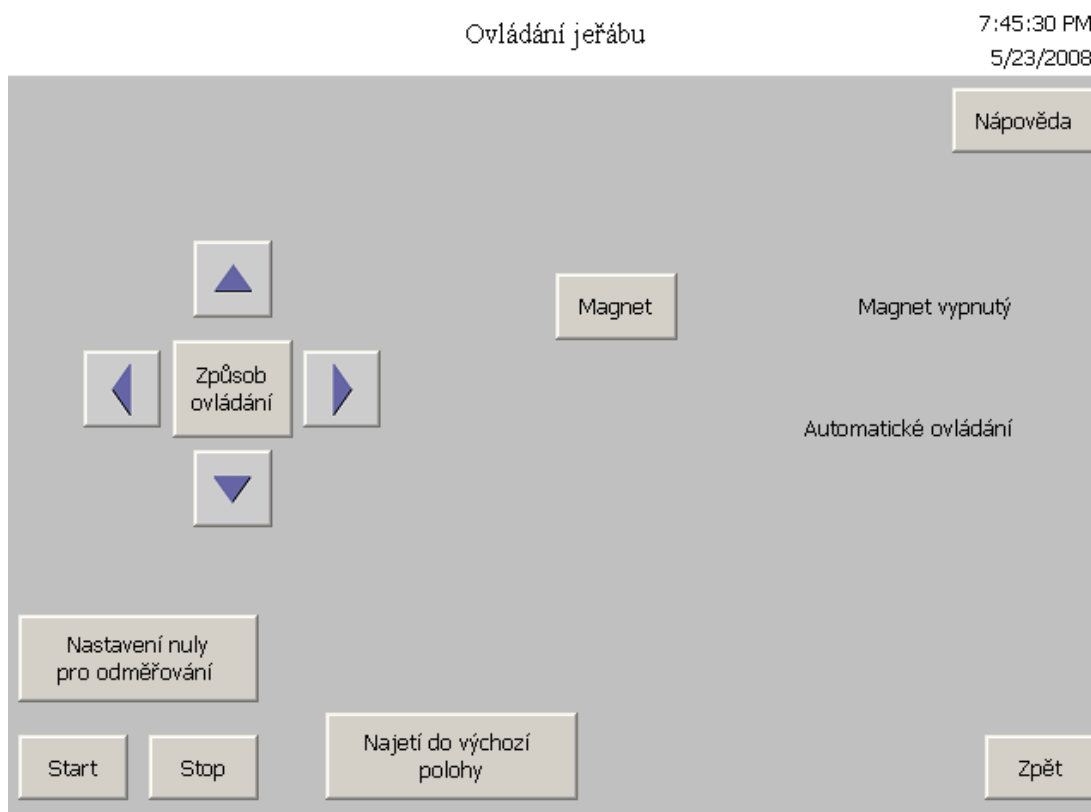 Ovládání jeřábu
7:45:30 PM
5/23/2008
Nápověda
Magnet
Magnet vypnutý
Způsob
ovládání
Automatické ovládání
Nastavení nuly
pro odměřování
Najetí do výchozí
polohy
Start
Stop
Zpět